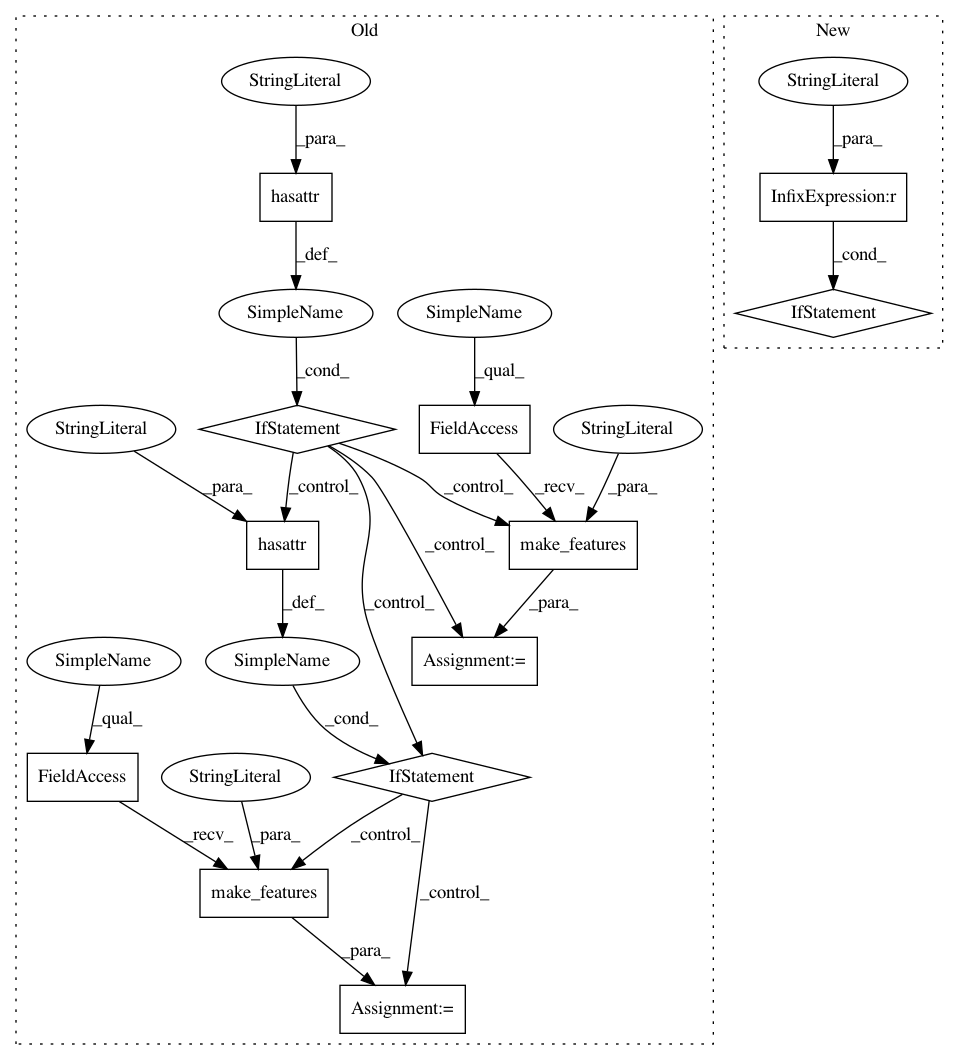 Old
New
StringLiteral
StringLiteral
_para_
_para_
hasattr
InfixExpression:r
_def_
_cond_
SimpleName
SimpleName
IfStatement
_cond_
_qual_
StringLiteral
IfStatement
FieldAccess
StringLiteral
_para_
_control_
_control_
_recv_
_para_
hasattr
_control_
make_features
_def_
_control_
_para_
SimpleName
SimpleName
Assignment:=
_qual_
_cond_
FieldAccess
StringLiteral
IfStatement
_recv_
_para_
_control_
make_features
_control_
_para_
Assignment:=